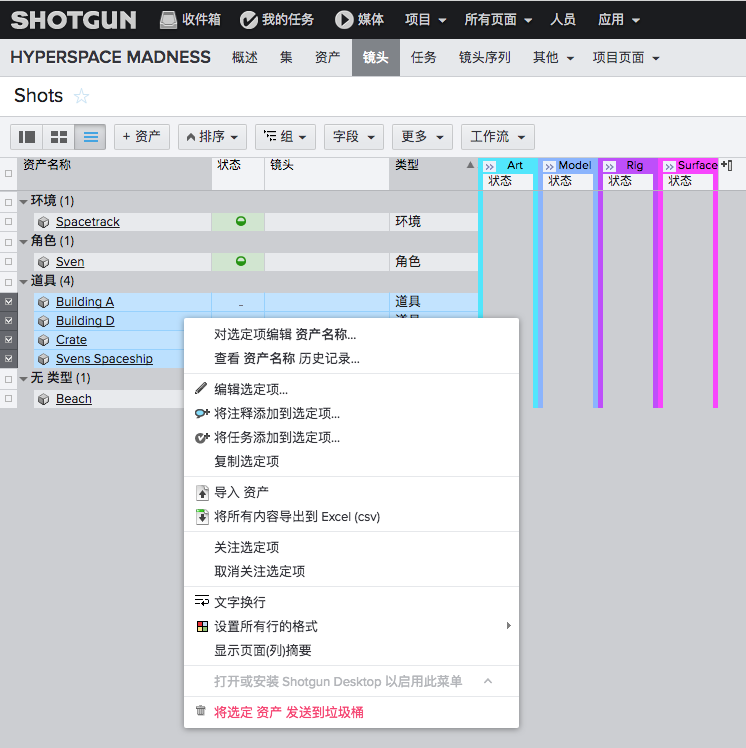 SHOTGUN 收件箱 我的任务 媒体 项目 所有页面 人员 应用
HYPERSPACE MADNESS 概述 集 资产 镜头 任务 镜头序列 其他 项目页面
Shots
+ 资产 排序 组 字段 更多 工作流
资产名称 状态 镜头 类型 Art Model Rig Surface
状态 状态 状态 状态
环境 (1)
Spacetrack 环境
角色 (1)
Sven 角色
道具 (4)
Building A - 道具
Building D
Crate
Svens Spaceship
无 类型 (1)
Beach
对选定项编辑 资产名称...
查看 资产名称 历史记录...
编辑选定项...
将注释添加到选定项...
将任务添加到选定项...
复制选定项
导入 资产
将所有内容导出到 Excel (csv)
关注选定项
取消关注选定项
文字换行
设置所有行的格式
显示页面(列)摘要
打开或安装 Shotgun Desktop 以启用此菜单
将选定 资产 发送到垃圾桶